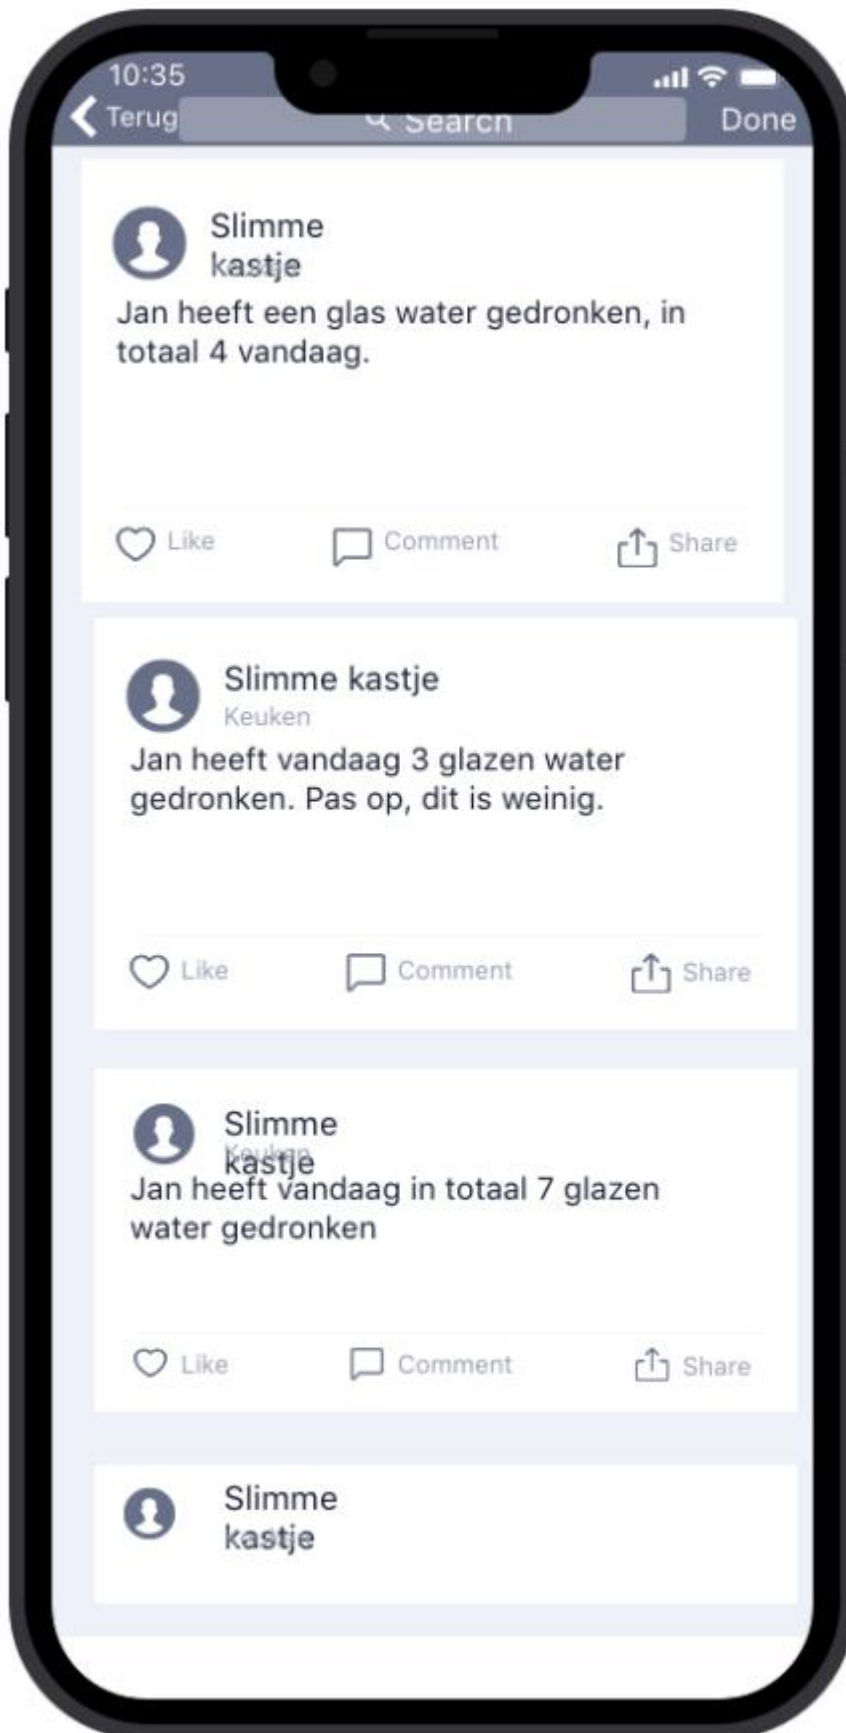 10:35
Terug
Search
Done
Slimme
kastje
Jan heeft een glas water gedronken, in
totaal 4 vandaag.
Like
Comment
Share
Slimme kastje
Keuken
Jan heeft vandaag 3 glazen water
gedronken. Pas op, dit is weinig.
Like
Comment
Share
Slimme
Keuken
kastje
Jan heeft vandaag in totaal 7 glazen
water gedronken
Like
Comment
Share
Slimme
kastje